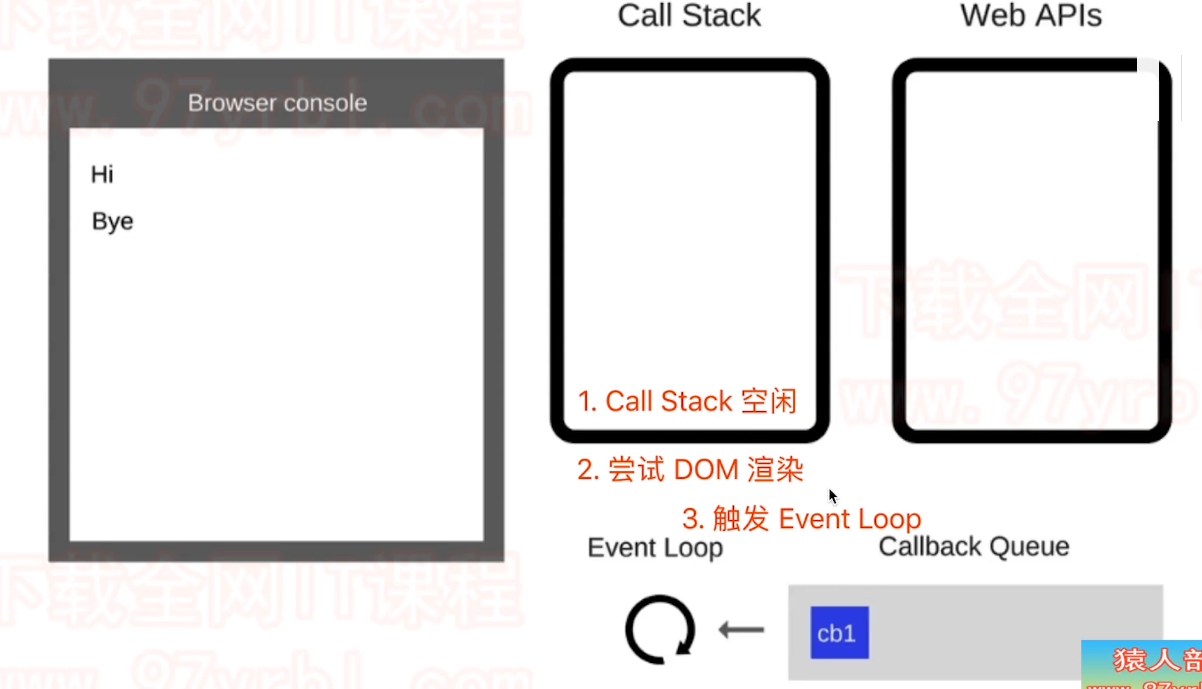 Call Stack
Web APIs
下载全网IT课程
www.97yrbl.com
Browser console
Hi
Bye
下载全网IT
www.97yrb
1. Call Stack 空闲
2. 尝试 DOM 渲染
3. 触发 Event Loop
Event Loop
Callback Queue
cb1
下载全网IT课程
www.97yrbl.com
猿人部